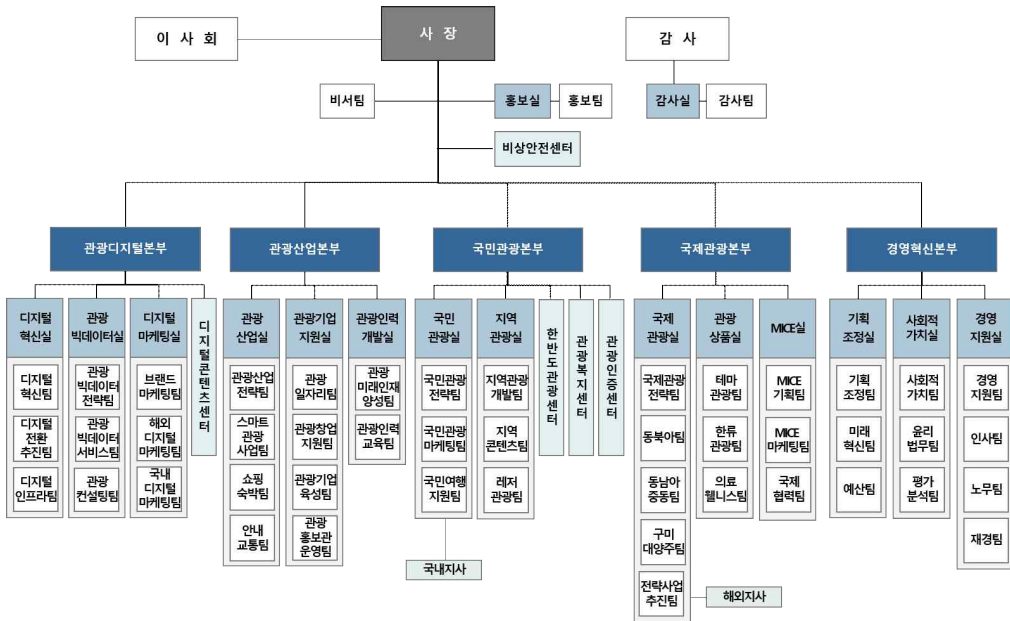 이 사 회
사 장
감 사
비서팀
홍보실
홍보팀
감사실
감사팀
비상안전센터
관광디지털본부
관광산업본부
국민관광본부
국제관광본부
경영혁신본부
디지털
혁신실
디지털
혁신팀
디지털
전환
추진팀
디지털
인프라팀
관광
빅데이터실
관광
빅데이터
전략팀
관광
빅데이터
서비스팀
관광
컨설팅팀
디지털
마케팅실
브랜드
마케팅팀
해외
디지털
마케팅팀
국내
디지털
마케팅팀
디지털콘텐츠센터
관광
산업실
관광산업
전략팀
스마트
관광
사업팀
쇼핑
숙박팀
안내
교통팀
관광기업
지원실
관광
일자리팀
관광창업
지원팀
관광기업
육성팀
관광
홍보관
운영팀
관광인력
개발실
관광
미래인재
양성팀
관광인력
교육팀
국민
관광실
국민관광
전략팀
국민관광
마케팅팀
국민여행
지원팀
국내지사
지역
관광실
지역관광
개발팀
지역
콘텐츠팀
레저
관광팀
한반도관광센터
관광복지센터
관광인증센터
국제
관광실
국제관광
전략팀
동북아팀
동남아
중동팀
구미
대양주팀
전략사업
추진팀
해외지사
관광
상품실
테마
관광팀
한류
관광팀
의료
웰니스팀
MICE실
MICE
기획팀
MICE
마케팅팀
국제
협력팀
기획
조정실
기획
조정팀
미래
혁신팀
예산팀
사회적
가치실
사회적
가치팀
윤리
법무팀
평가
분석팀
경영
지원실
경영
지원팀
인사팀
노무팀
재경팀